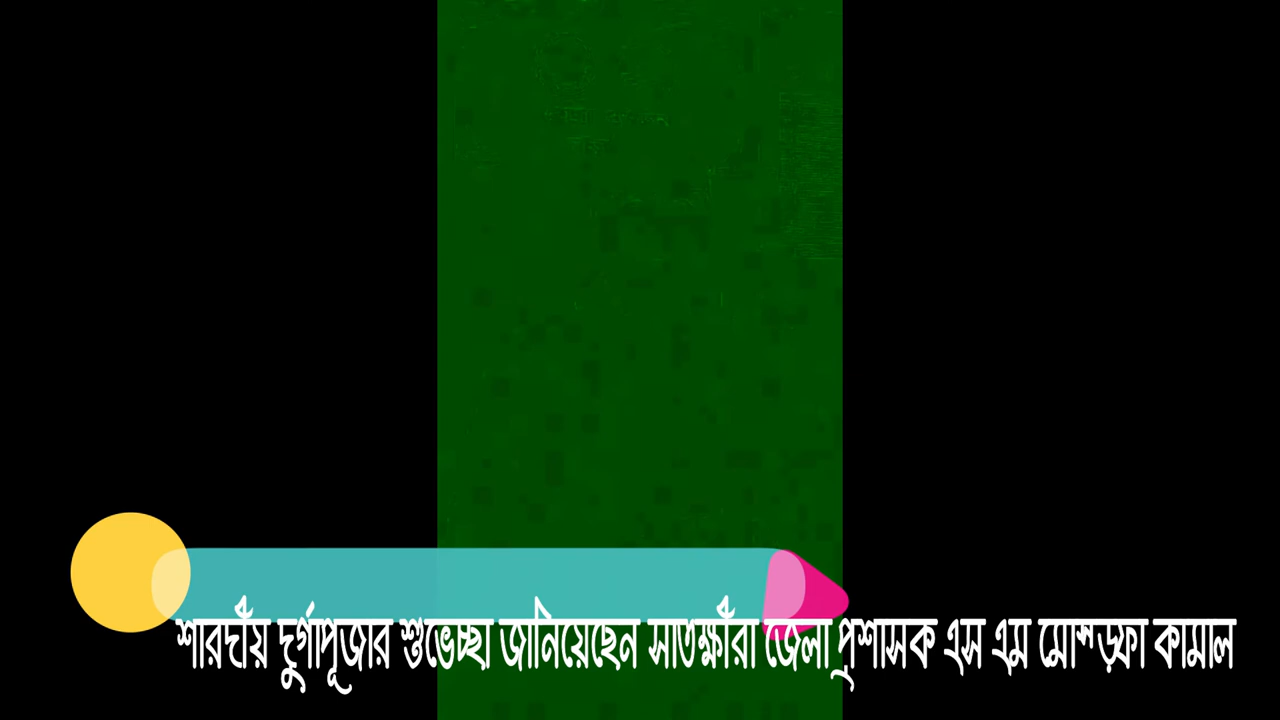 শারদীয় দুর্গাপূজার শুভেচ্ছা জানিয়েছেন সাতক্ষীরা জেলা প্রশাসক এস এম মোস্তফা কামাল